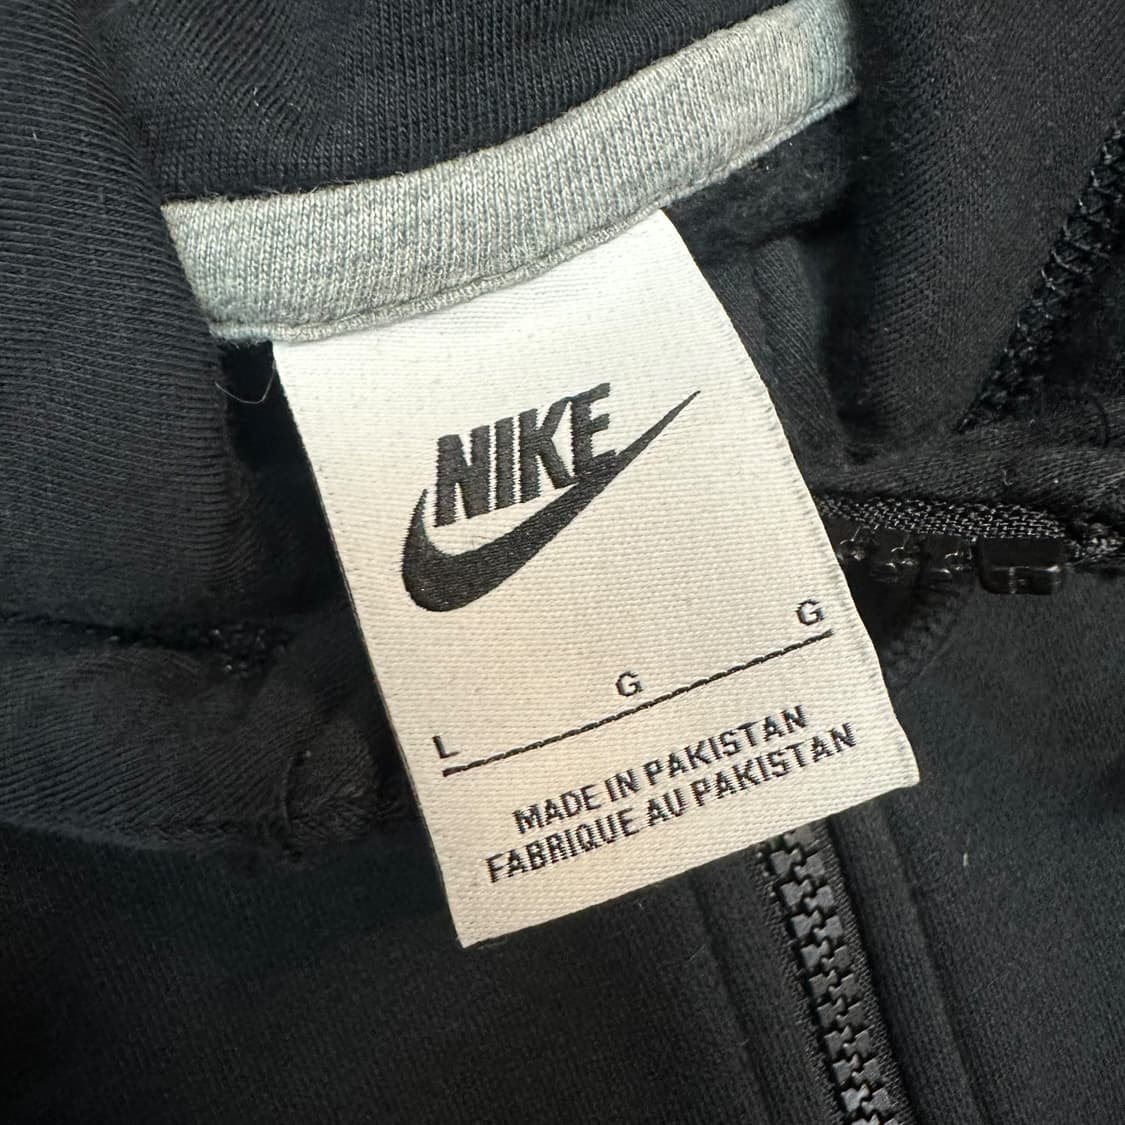 NIKE
L G G
MADE IN PAKISTAN
FABRIQUE AU PAKISTAN